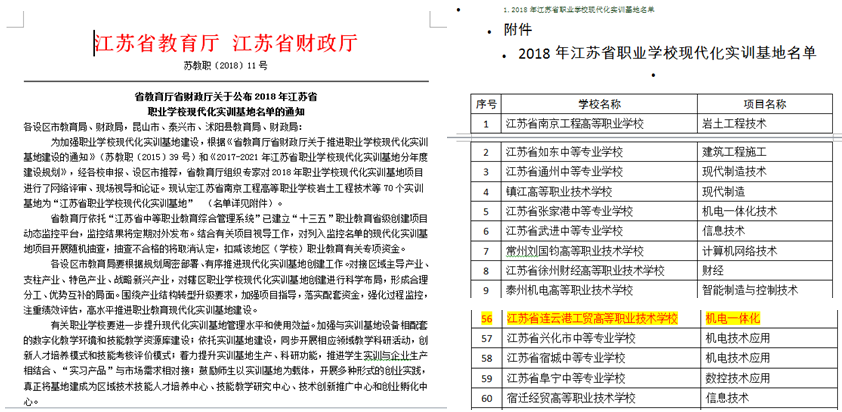 江苏省教育厅 江苏省财政厅
苏教职〔2018〕11号
省教育厅省财政厅关于公布2018年江苏省
职业学校现代化实训基地名单的通知
各设区市教育局、财政局，昆山市、泰兴市、沭阳县教育局、财政局：
为加强职业学校现代化实训基地建设，根据《省教育厅省财政厅关于推进职业学校现代化实训
基地建设的通知》（苏教职〔2015〕39号）和《2017-2021年江苏省职业学校现代化实训基地分年度
建设规划》，经各校申报、设区市推荐，省教育厅组织专家对2018年职业学校现代化实训基地项目
进行了网络评审、现场视导和论证。现认定江苏省南京工程高等职业学校岩土工程技术等70个实训
基地为“江苏省职业学校现代化实训基地” （名单详见附件）。
省教育厅依托“江苏省中等职业教育综合管理系统”已建立“十三五”职业教育省级创建项目
动态监控平台，监控结果将定期对外发布。结合有关项目视导工作，对列入监控名单的现代化实训
基地项目开展随机抽查，抽查不合格的将取消认定，扣减该地区（学校）职业教育有关专项资金。
各设区市教育局要根据规划周密部署、有序推进现代化实训基地创建工作。对接区域主导产业、
支柱产业、特色产业、战略新兴产业，对辖区职业学校现代化实训基地创建进行科学布局，形成合理
分工、优势互补的局面。围绕产业结构转型升级要求，加强项目指导，落实配套资金，强化过程监控，
注重绩效评估，高水平推进职业教育现代化实训基地建设。
有关职业学校要进一步提升现代化实训基地管理水平和使用效益。加强与实训基地设备相配套
的数字化教学环境和技能教学资源库建设；依托实训基地建设，同步开展相应领域教学科研活动，创
新人才培养模式和技能考核评价模式；着力提升实训基地生产、科研功能，推进学生实训与企业生产
相结合、“实习产品”与市场需求相对接；鼓励师生以实训基地为载体，开展多种形式的创业实践，
真正将基地建成为区域技术技能人才培养中心、技能教学研究中心、技术创新推广中心和创业孵化中
心。
1.2018年江苏省职业学校现代化实训基地名单
附件
2018年江苏省职业学校现代化实训基地名单
序号 学校名称 项目名称
1 江苏省南京工程高等职业学校 岩土工程技术
2 江苏省如东中等专业学校 建筑工程施工
3 江苏省通州中等专业学校 现代制造技术
4 镇江高等职业技术学校 现代制造
5 江苏省张家港中等专业学校 机电一体化技术
6 江苏省武进中等专业学校 信息技术
7 常州刘国钧高等职业技术学校 计算机网络技术
8 江苏省徐州财经高等职业技术学校 财经
9 泰州机电高等职业技术学校 智能制造与控制技术
56 江苏省连云港工贸高等职业技术学校 机电一体化
57 江苏省兴化市中等专业学校 机电技术应用
58 江苏省宿城中等专业学校 机电技术应用
59 江苏省阜宁中等专业学校 数控技术应用
60 宿迁经贸高等职业技术学校 信息技术